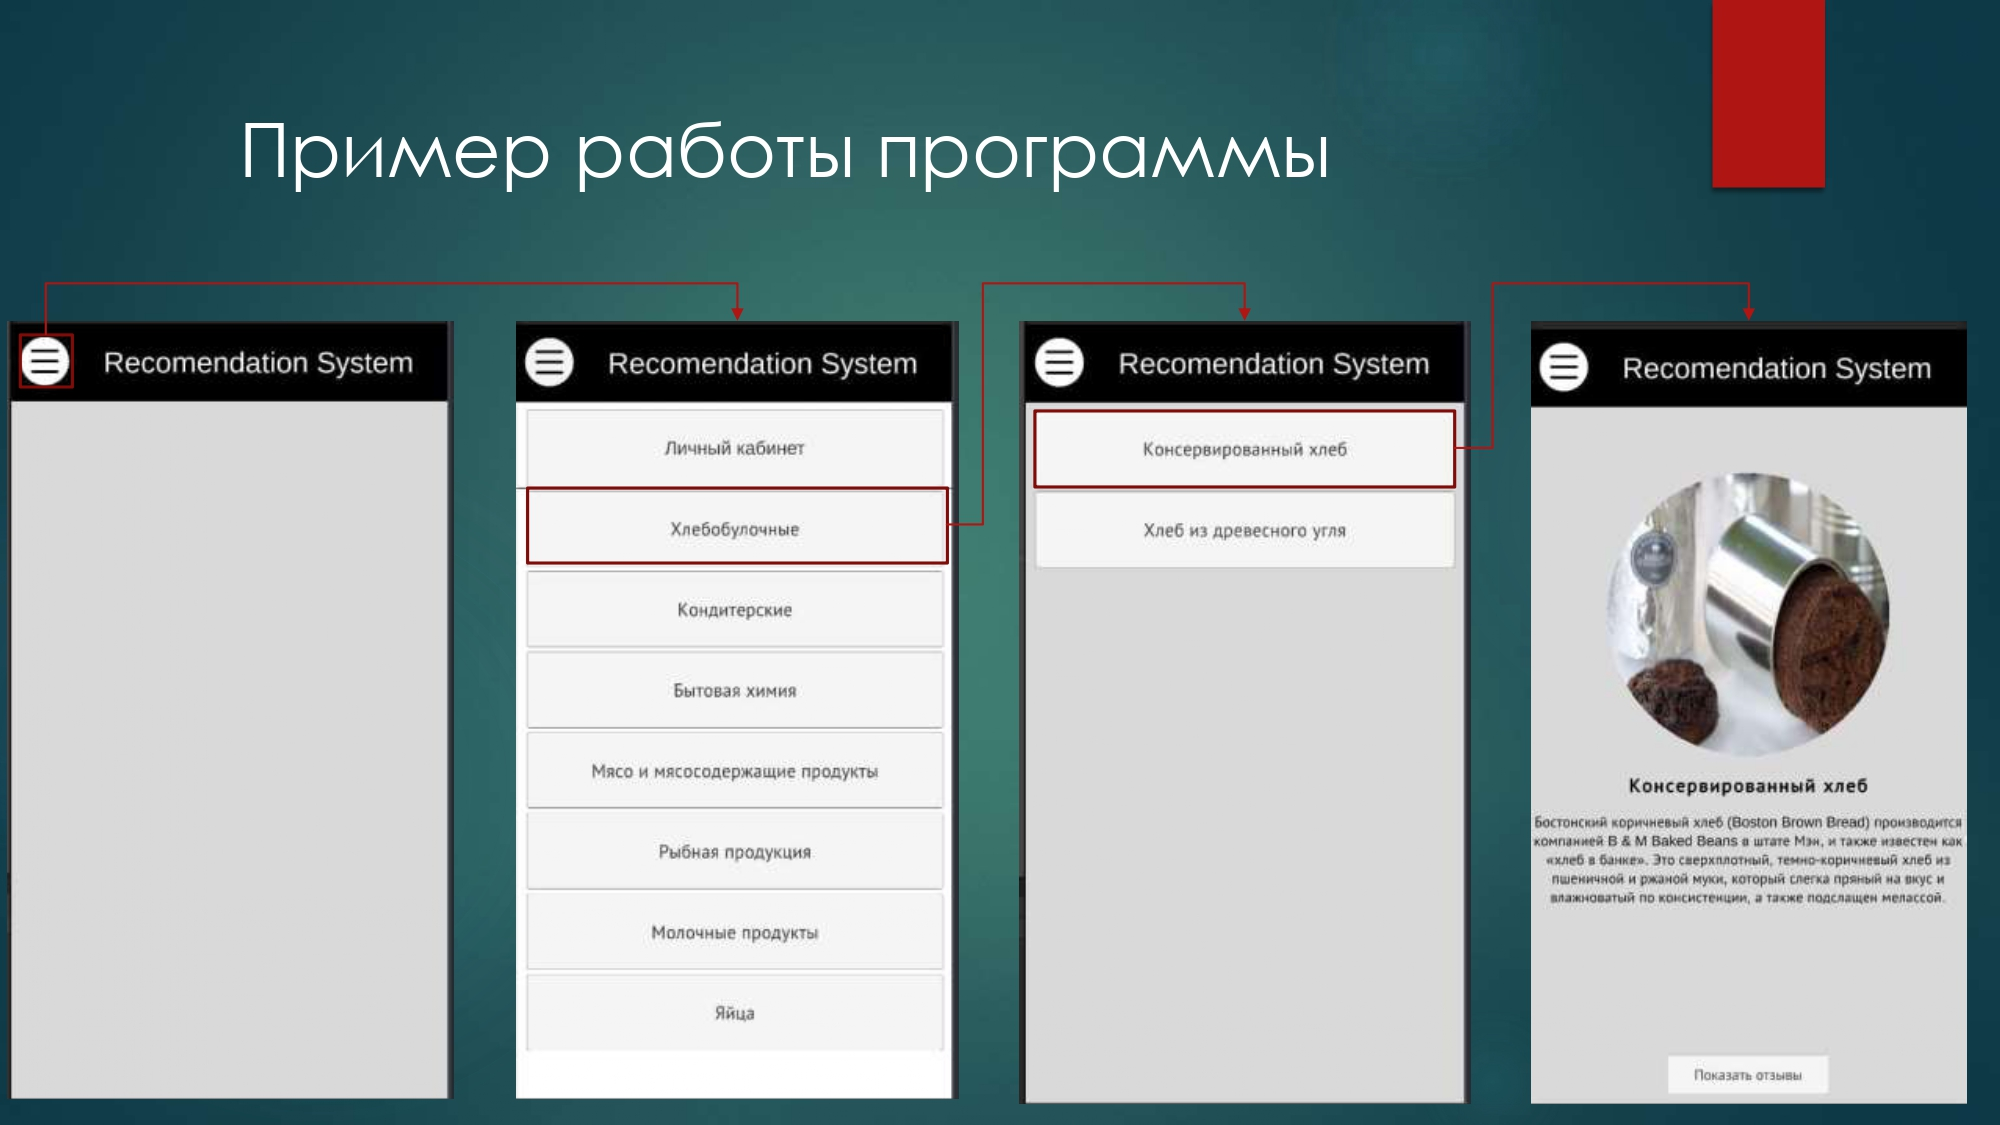 Пример работы программы
Recomendation System
Recomendation System
Личный кабинет
Хлебобулочные
Кондитерские
Бытовая химия
Мясо и мясосодержащие продукты
Рыбная продукция
Молочные продукты
Яйца
Recomendation System
Консервированный хлеб
Хлеб из древесного угля
Recomendation System
Консервированный хлеб
Бостонский коричневый хлеб (Boston Brown Bread) производится
компанией B & M Baked Beans в штате Мэн, и также известен как
«хлеб в банке». Это сверхплотный, темно-коричневый хлеб из
пшеничной и ржаной муки, который слегка пряный на вкус и
влажноватый по консистенции, а также подслащен мелассой.
Показать отзывы